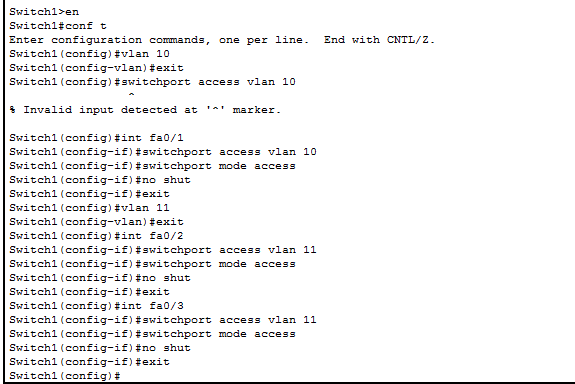 Switch1>en
Switch1#conf t
Enter configuration commands, one per line.  End with CNTL/Z.
Switch1(config)#vlan 10
Switch1(config-vlan)#exit
Switch1(config)#switchport access vlan 10
                 ^
% Invalid input detected at '^' marker.

Switch1(config)#int fa0/1
Switch1(config-if)#switchport access vlan 10
Switch1(config-if)#switchport mode access
Switch1(config-if)#no shut
Switch1(config-if)#exit
Switch1(config)#vlan 11
Switch1(config-vlan)#exit
Switch1(config)#int fa0/2
Switch1(config-if)#switchport access vlan 11
Switch1(config-if)#switchport mode access
Switch1(config-if)#no shut
Switch1(config-if)#exit
Switch1(config)#int fa0/3
Switch1(config-if)#switchport access vlan 11
Switch1(config-if)#switchport mode access
Switch1(config-if)#no shut
Switch1(config-if)#exit
Switch1(config)#